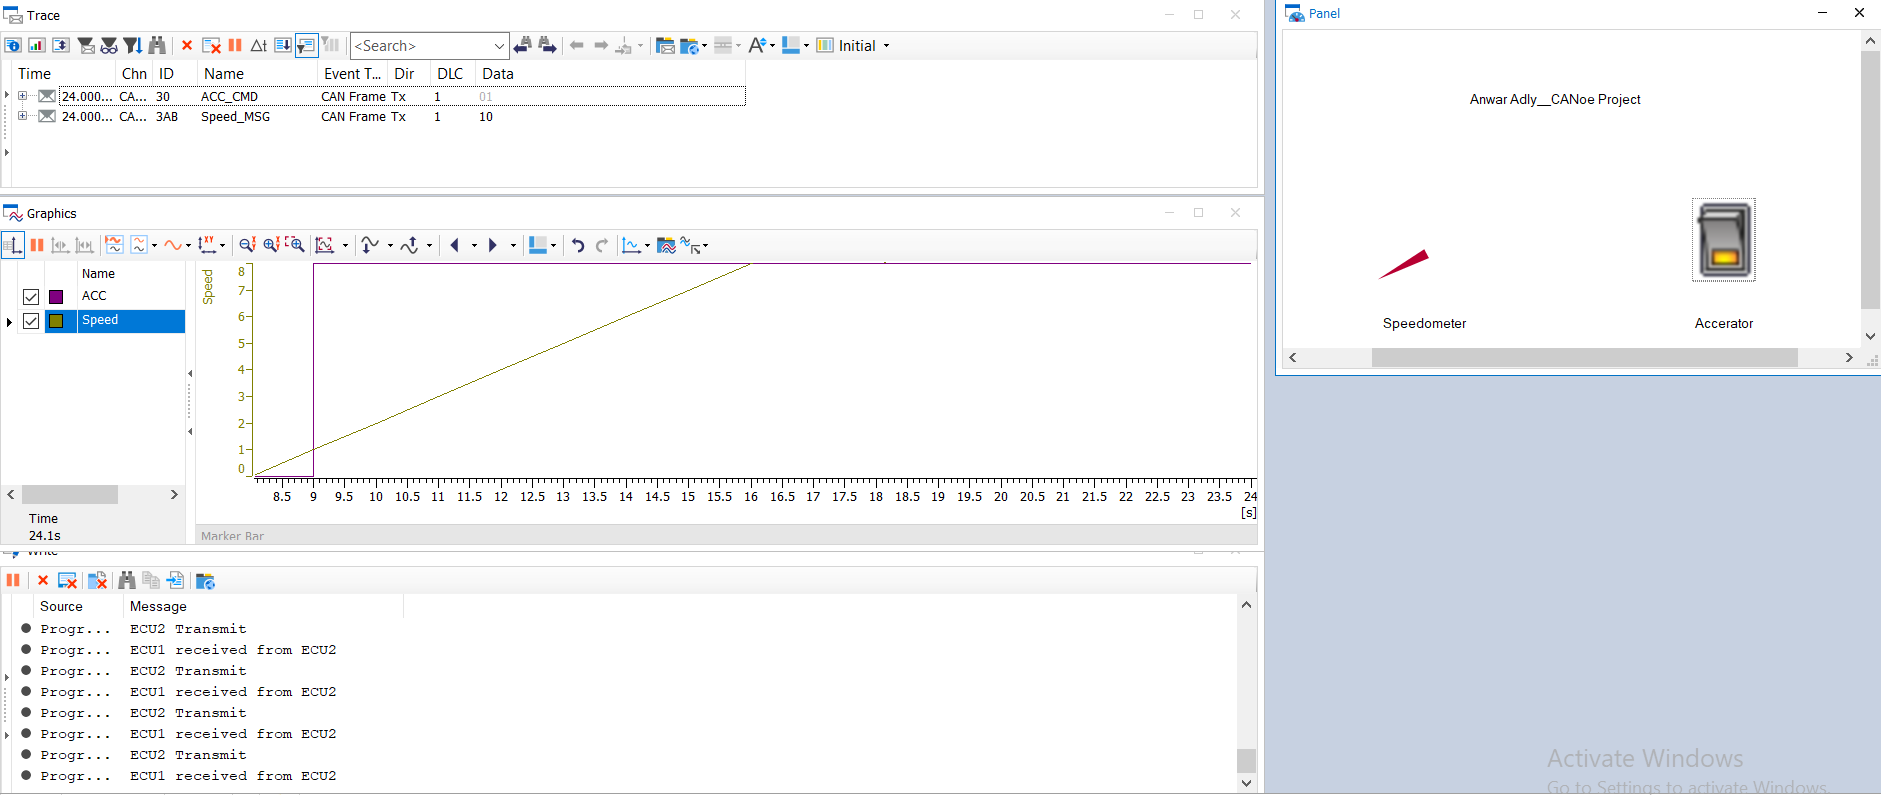 Trace
<Search>
Initial
Time Chn ID Name Event T... Dir DLC Data
24.000... CA... 30 ACC_CMD CAN Frame Tx 1 01
24.000... CA... 3AB Speed_MSG CAN Frame Tx 1 10
Graphics
Name
ACC
Speed
Time
24.1s
Speed
8
7
6
5
4
3
2
1
0
8.5 9 9.5 10 10.5 11 11.5 12 12.5 13 13.5 14 14.5 15 15.5 16 16.5 17 17.5 18 18.5 19 19.5 20 20.5 21 21.5 22 22.5 23 23.5 24
[s]
Marker Bar
Write
Source Message
Progr... ECU2 Transmit
Progr... ECU1 received from ECU2
Progr... ECU2 Transmit
Progr... ECU1 received from ECU2
Progr... ECU2 Transmit
Progr... ECU1 received from ECU2
Progr... ECU2 Transmit
Progr... ECU1 received from ECU2
Panel
Anwar Adly__CANoe Project
Speedometer
Accerator
Activate Windows
Go to Settings to activate Windows.